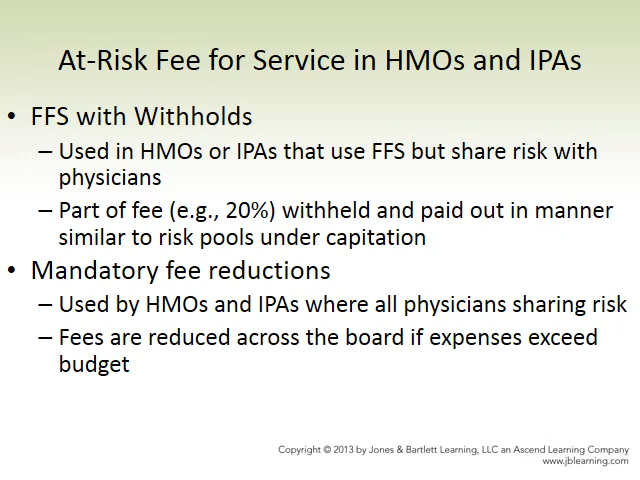 At-Risk Fee for Service in HMOs and IPAs
• FFS with Withholds
– Used in HMOs or IPAs that use FFS but share risk with
physicians
– Part of fee (e.g., 20%) withheld and paid out in manner
similar to risk pools under capitation
• Mandatory fee reductions
– Used by HMOs and IPAs where all physicians sharing risk
– Fees are reduced across the board if expenses exceed
budget
Copyright © 2013 by Jones & Bartlett Learning, LLC an Ascend Learning Company
www.jblearning.com